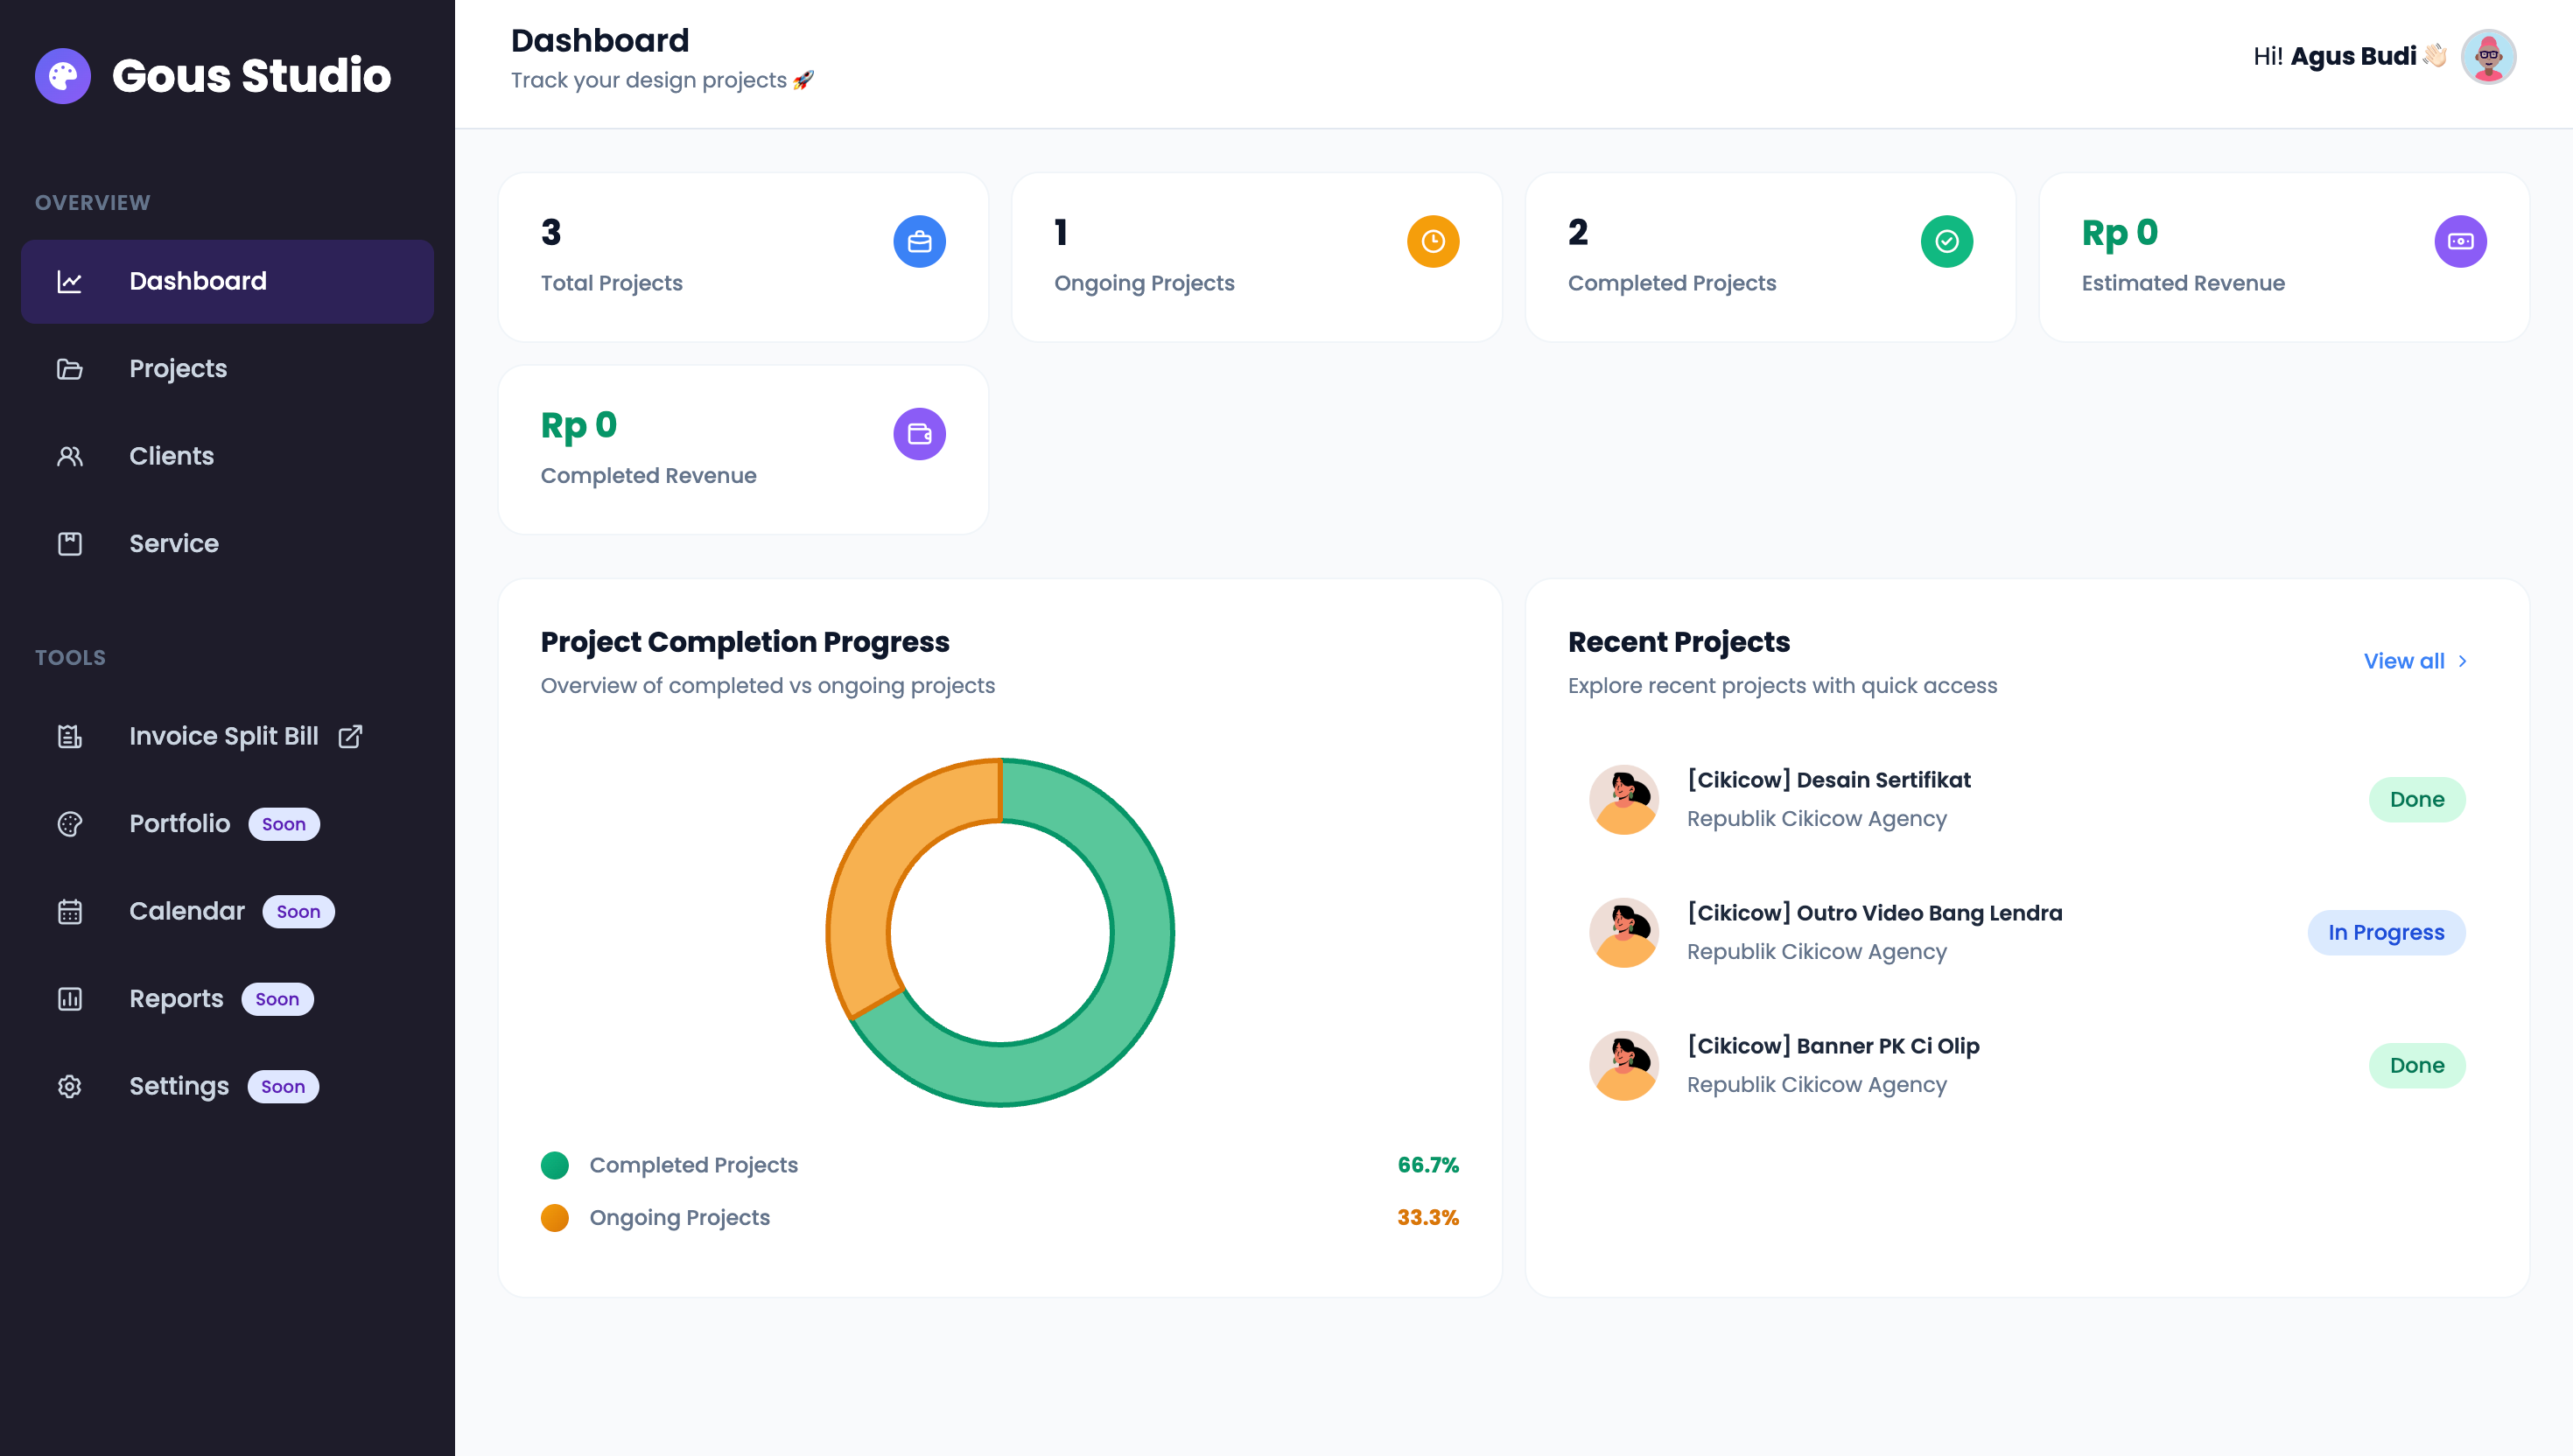 Gous Studio
OVERVIEW
Dashboard
Projects
Clients
Service
TOOLS
Invoice Split Bill
Portfolio Soon
Calendar Soon
Reports Soon
Settings Soon
Dashboard
Track your design projects 🚀
Hi! Agus Budi 👋🏻
3
Total Projects
1
Ongoing Projects
2
Completed Projects
Rp 0
Estimated Revenue
Rp 0
Completed Revenue
Project Completion Progress
Overview of completed vs ongoing projects
Completed Projects 66.7%
Ongoing Projects 33.3%
Recent Projects
Explore recent projects with quick access
View all
[Cikicow] Desain Sertifikat
Republik Cikicow Agency
Done
[Cikicow] Outro Video Bang Lendra
Republik Cikicow Agency
In Progress
[Cikicow] Banner PK Ci Olip
Republik Cikicow Agency
Done